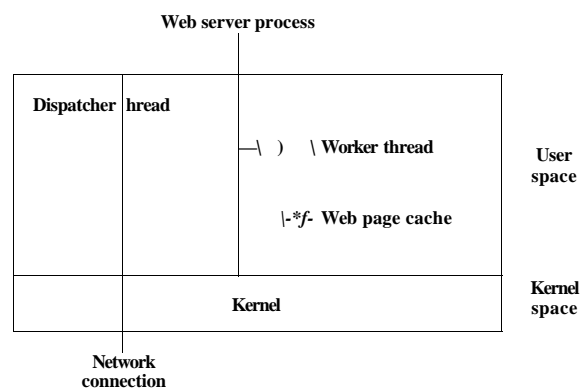 Web server process
Dispatcher hread
—\ ) \ Worker thread
User
space
\-*f- Web page cache
Kernel
Kernel
space
Network
connection